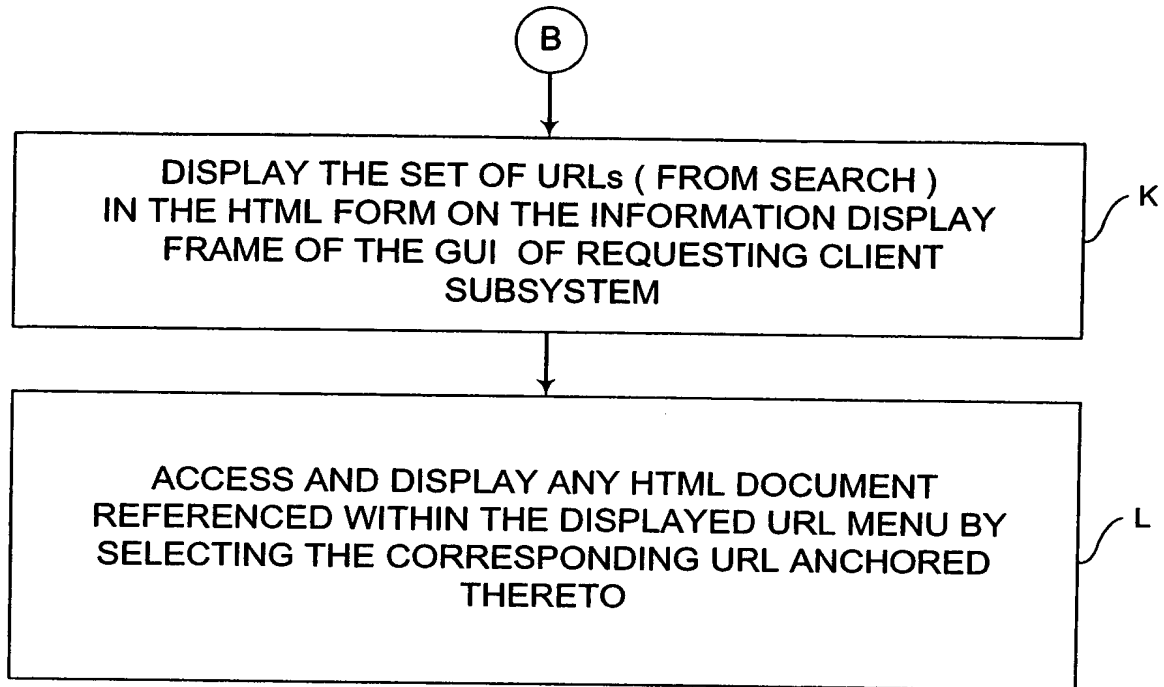 B
DISPLAY THE SET OF URLs ( FROM SEARCH )
IN THE HTML FORM ON THE INFORMATION DISPLAY
FRAME OF THE GUI OF REQUESTING CLIENT
SUBSYSTEM
K
ACCESS AND DISPLAY ANY HTML DOCUMENT
REFERENCED WITHIN THE DISPLAYED URL MENU BY
SELECTING THE CORRESPONDING URL ANCHORED
THERETO
L